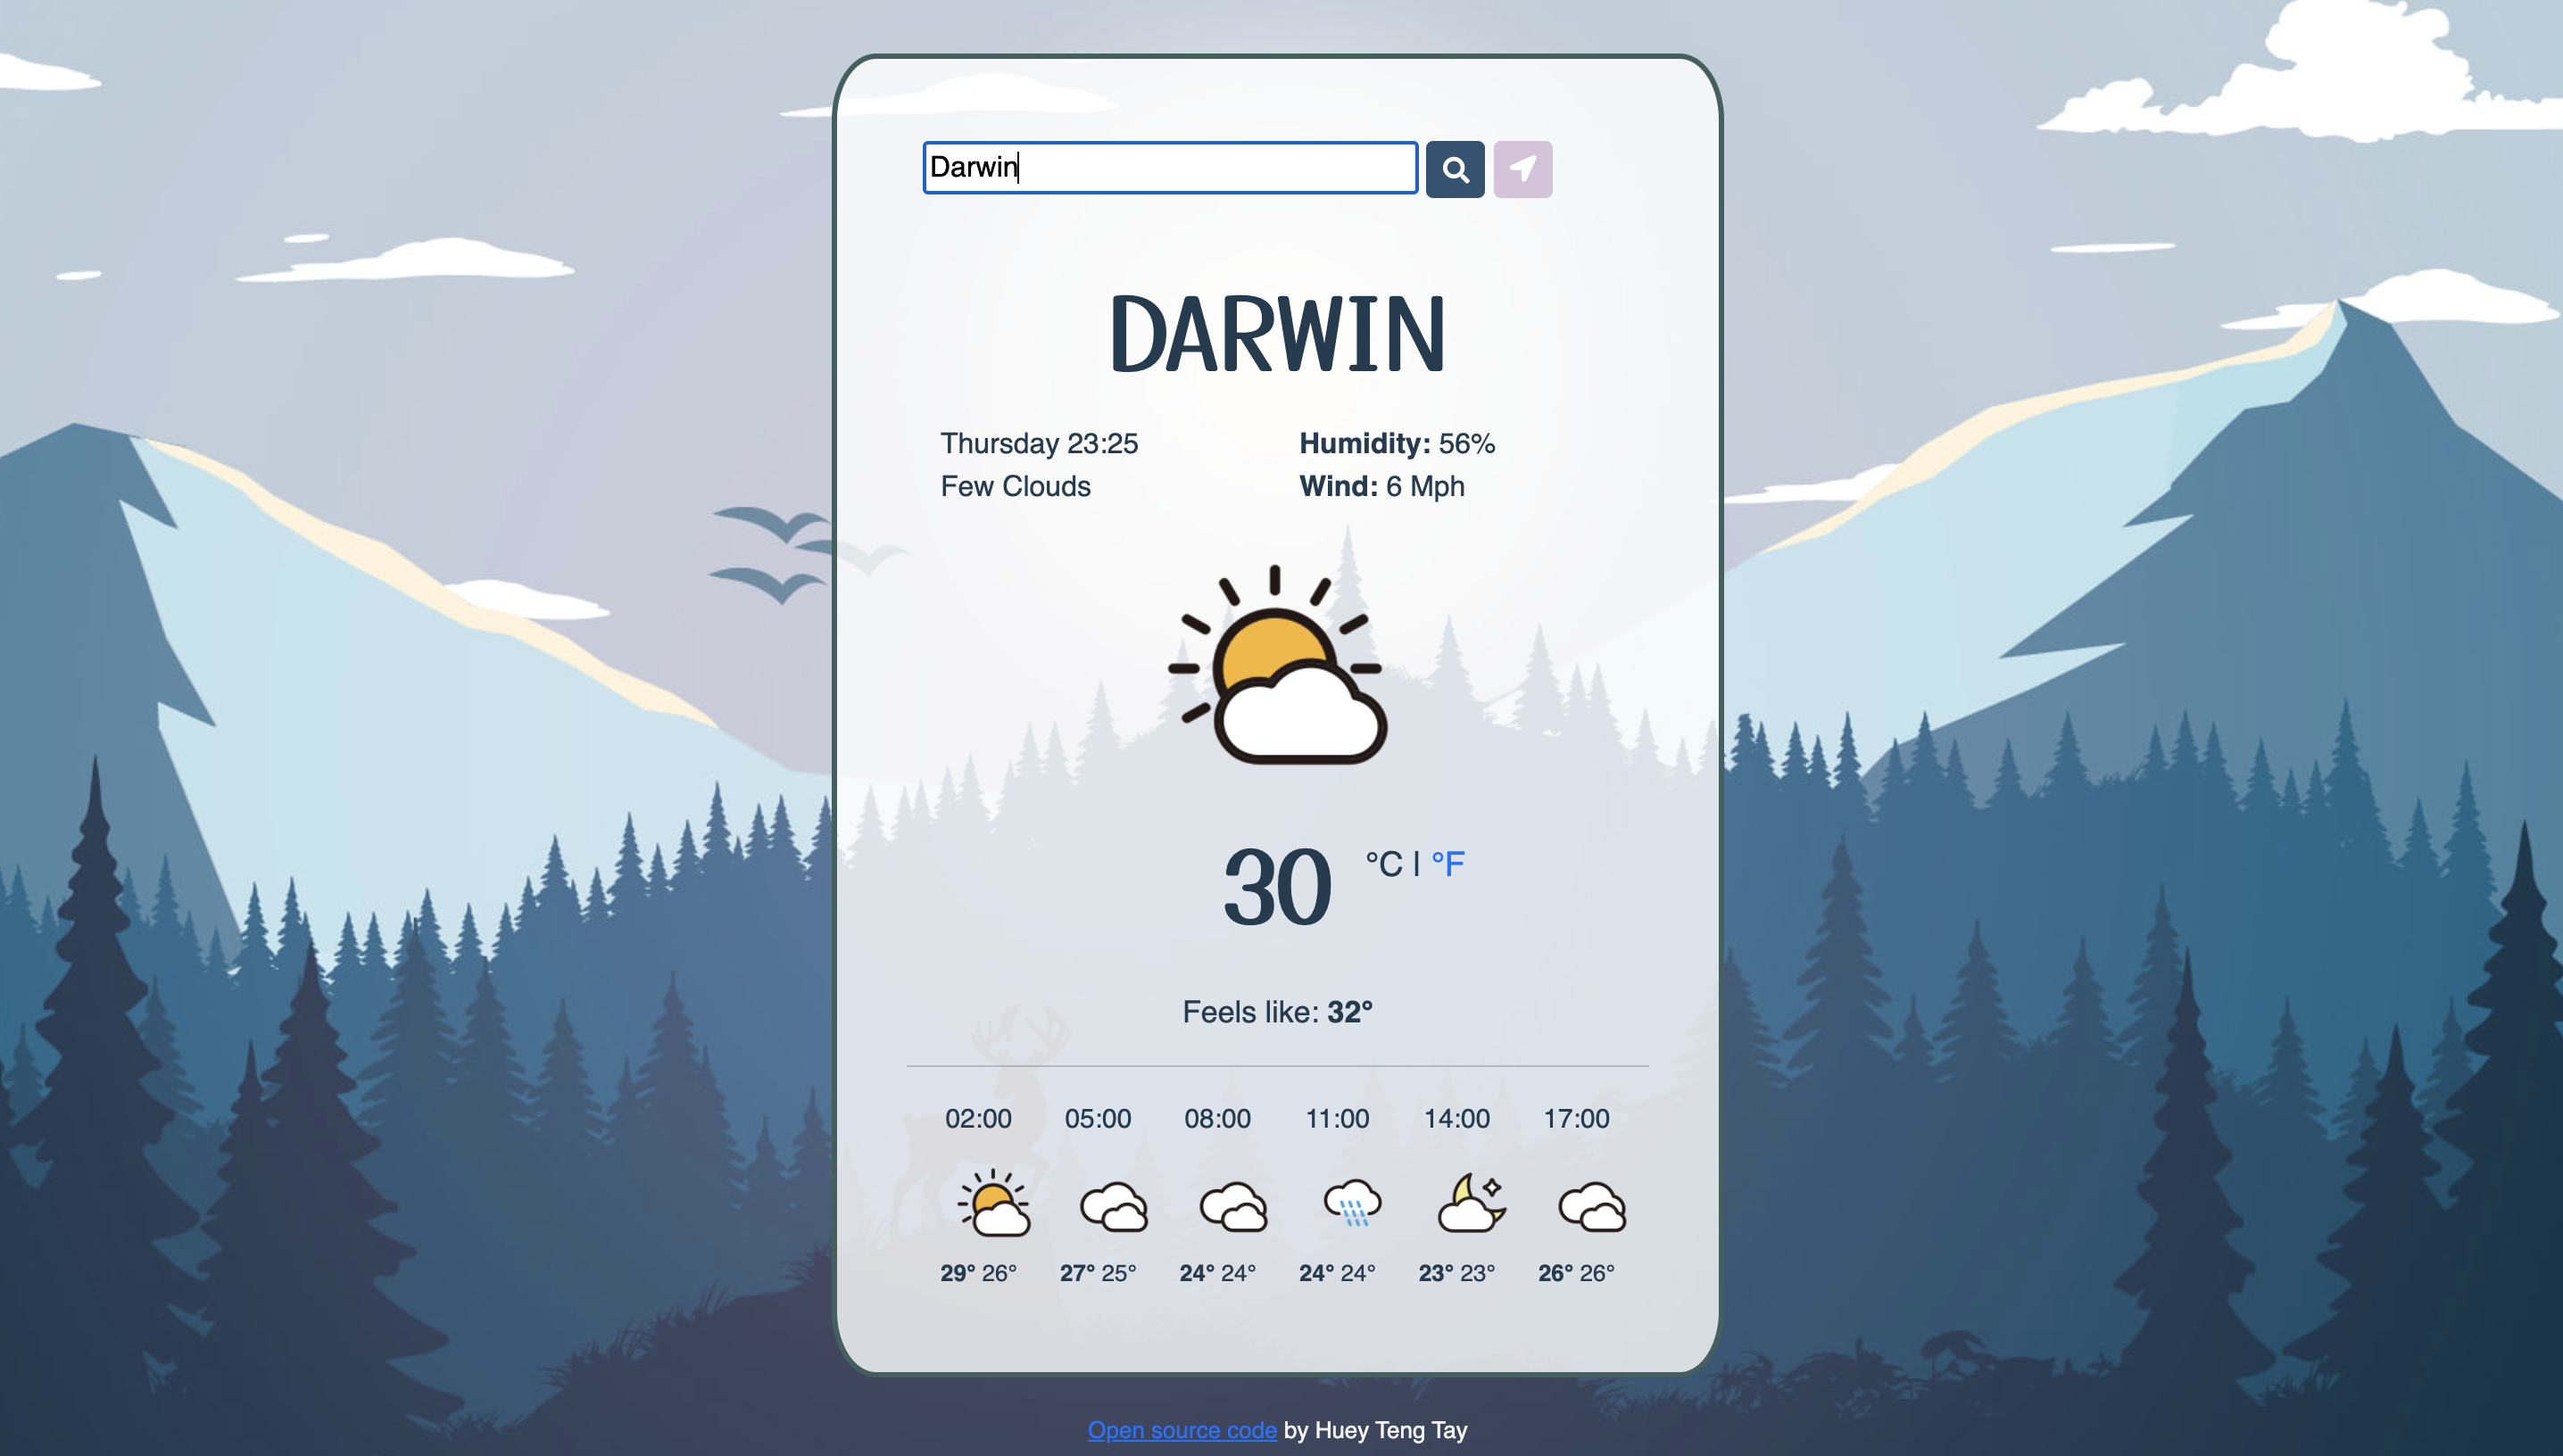 Darwin
DARWIN
Thursday 23:25
Few Clouds
Humidity: 56%
Wind: 6 Mph
30 °C | °F
Feels like: 32°
02:00 05:00 08:00 11:00 14:00 17:00
29° 26° 27° 25° 24° 24° 24° 24° 23° 23° 26° 26°
Open source code by Huey Teng Tay